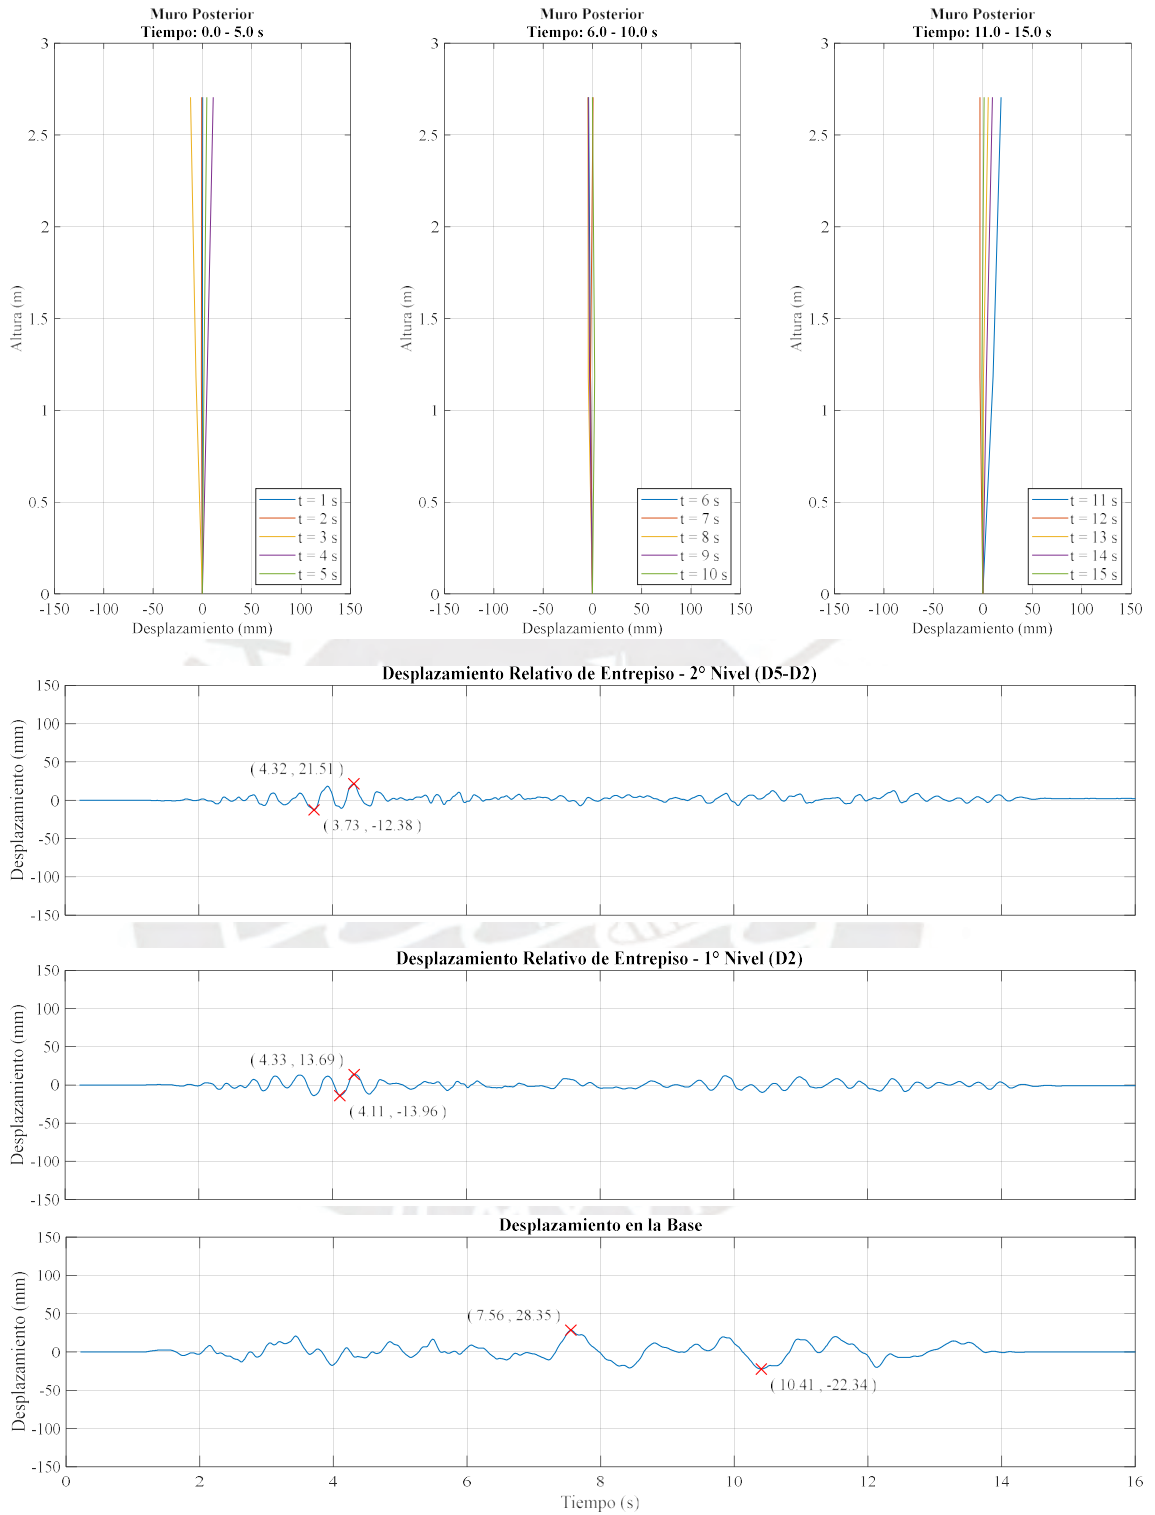 Muro Posterior
Tiempo: 0.0 - 5.0 s
3
2.5
2
1.5
1
0.5
0
Altura (m)
-150 -100 -50 0 50 100 150
Desplazamiento (mm)
t = 1 s
t = 2 s
t = 3 s
t = 4 s
t = 5 s
Muro Posterior
Tiempo: 6.0 - 10.0 s
3
2.5
2
1.5
1
0.5
0
Altura (m)
-150 -100 -50 0 50 100 150
Desplazamiento (mm)
t = 6 s
t = 7 s
t = 8 s
t = 9 s
t = 10 s
Muro Posterior
Tiempo: 11.0 - 15.0 s
3
2.5
2
1.5
1
0.5
0
Altura (m)
-150 -100 -50 0 50 100 150
Desplazamiento (mm)
t = 11 s
t = 12 s
t = 13 s
t = 14 s
t = 15 s
Desplazamiento Relativo de Entrepiso - 2° Nivel (D5-D2)
150
100
50
0
-50
-100
-150
Desplazamiento (mm)
( 4.32 , 21.51 )
( 3.73 , -12.38 )
Desplazamiento Relativo de Entrepiso - 1° Nivel (D2)
150
100
50
0
-50
-100
-150
Desplazamiento (mm)
( 4.33 , 13.69 )
( 4.11 , -13.96 )
Desplazamiento en la Base
150
100
50
0
-50
-100
-150
Desplazamiento (mm)
( 7.56 , 28.35 )
( 10.41 , -22.34 )
0 2 4 6 8 10 12 14 16
Tiempo (s)